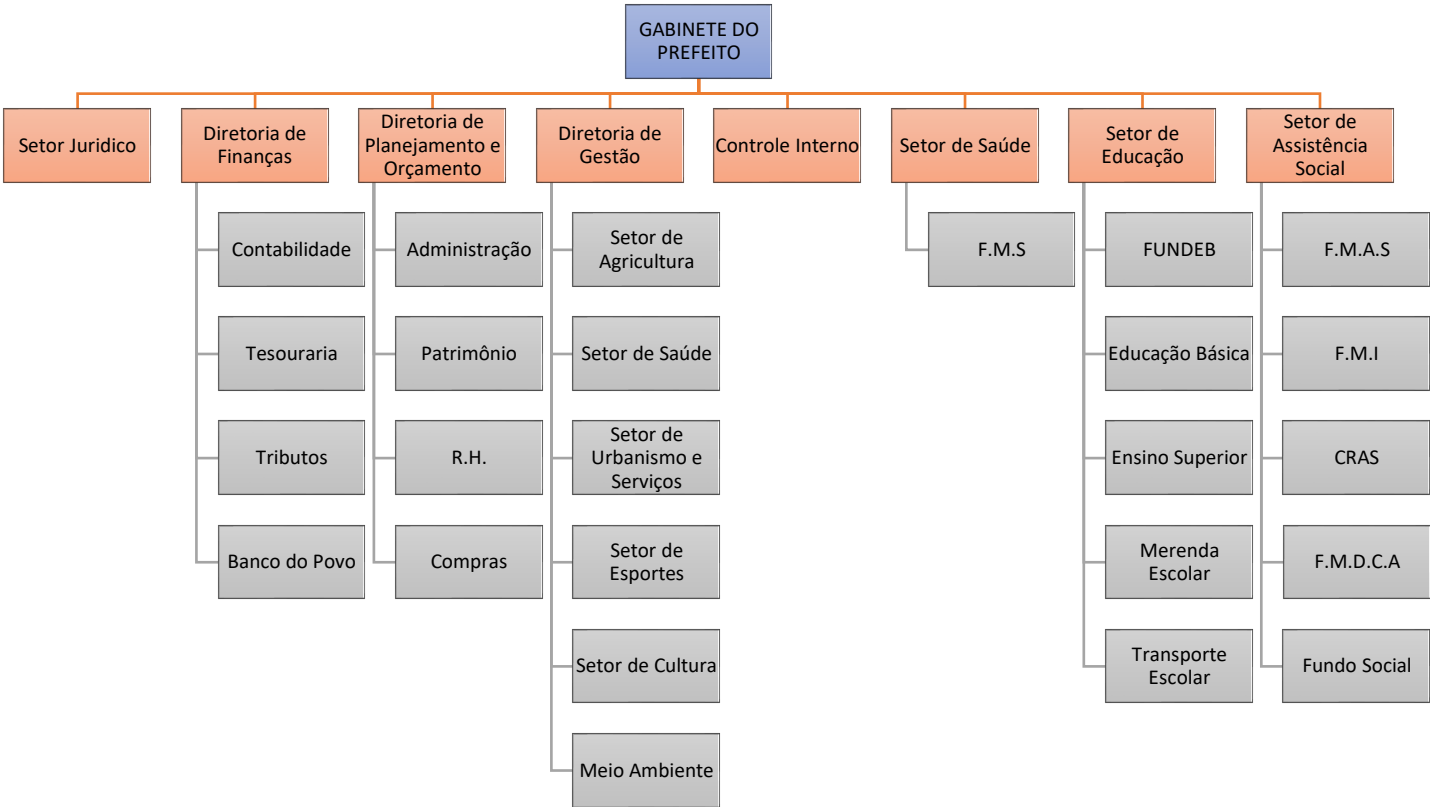 GABINETE DO
PREFEITO
Setor Juridico
Diretoria de
Finanças
Diretoria de
Planejamento e
Orçamento
Diretoria de
Gestão
Controle Interno
Setor de Saúde
Setor de
Educação
Setor de
Assistência
Social
Contabilidade
Tesouraria
Tributos
Banco do Povo
Administração
Patrimônio
R.H.
Compras
Setor de
Agricultura
Setor de Saúde
Setor de
Urbanismo e
Serviços
Setor de
Esportes
Setor de Cultura
Meio Ambiente
F.M.S
FUNDEB
Educação Básica
Ensino Superior
Merenda
Escolar
Transporte
Escolar
F.M.A.S
F.M.I
CRAS
F.M.D.C.A
Fundo Social